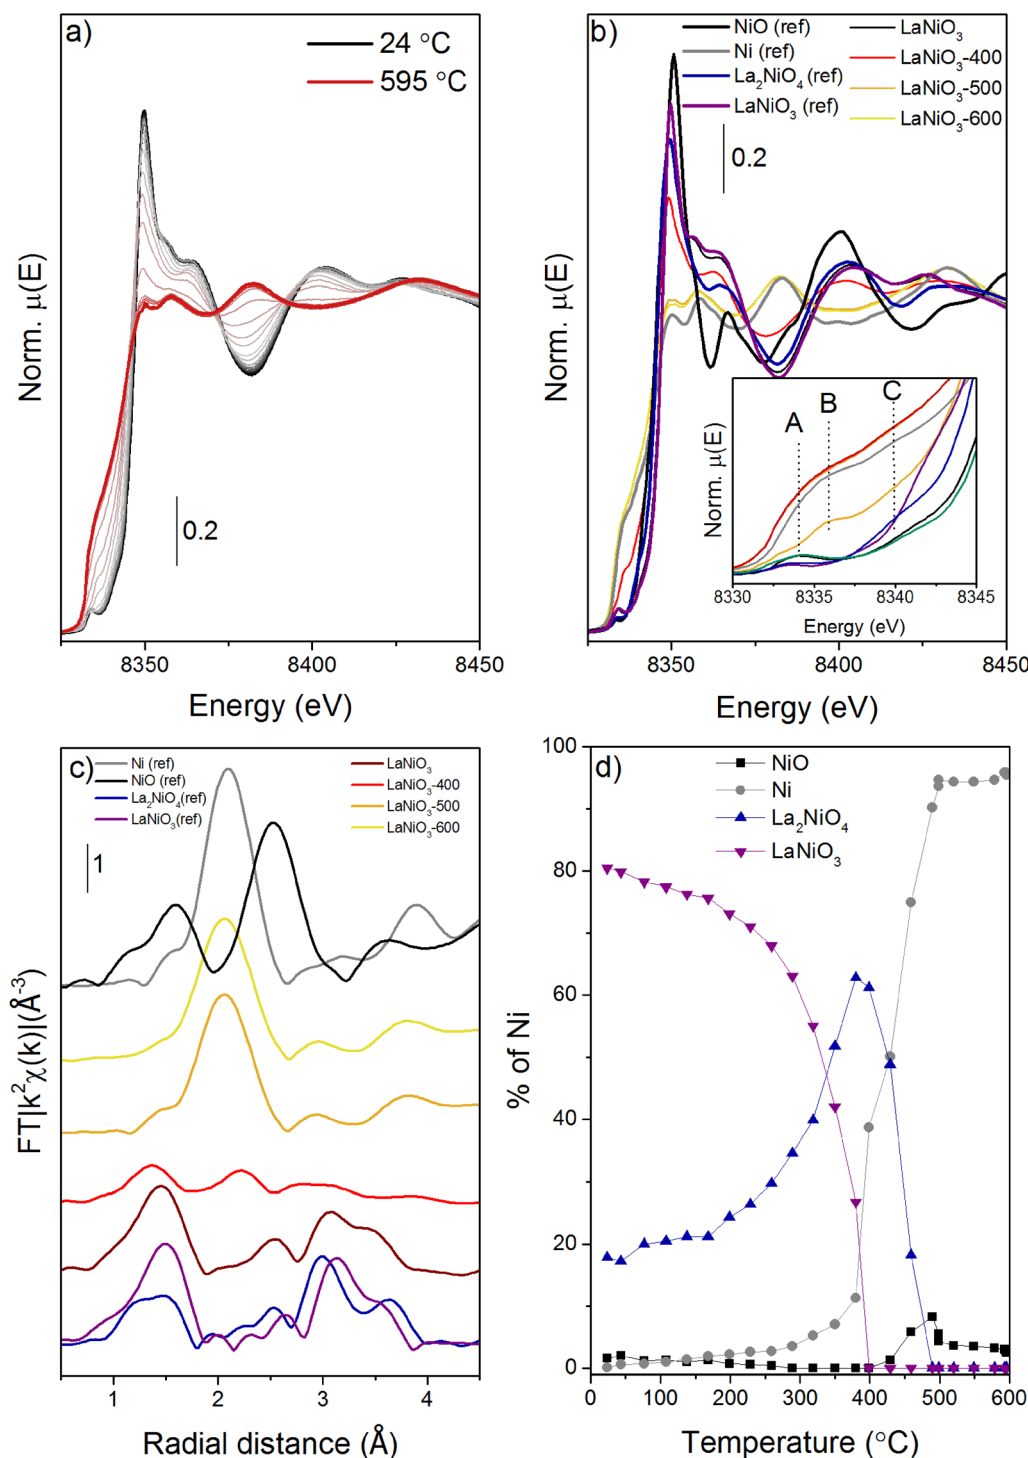 a)
24 °C
595 °C
0.2
Norm. μ(E)
8350 8400 8450
Energy (eV)
b)
NiO (ref)
Ni (ref)
La₂NiO₄ (ref)
LaNiO₃ (ref)
LaNiO₃
LaNiO₃-400
LaNiO₃-500
LaNiO₃-600
0.2
Norm. μ(E)
A B C
Norm. μ(E)
8330 8335 8340 8345
Energy (eV)
8350 8400 8450
Energy (eV)
c)
Ni (ref)
NiO (ref)
La₂NiO₄(ref)
LaNiO₃(ref)
LaNiO₃
LaNiO₃-400
LaNiO₃-500
LaNiO₃-600
1
FT|k²χ(k)|(Å⁻³)
1 2 3 4
Radial distance (Å)
d)
NiO
Ni
La₂NiO₄
LaNiO₃
100
80
60
40
20
0
% of Ni
0 100 200 300 400 500 600
Temperature (°C)